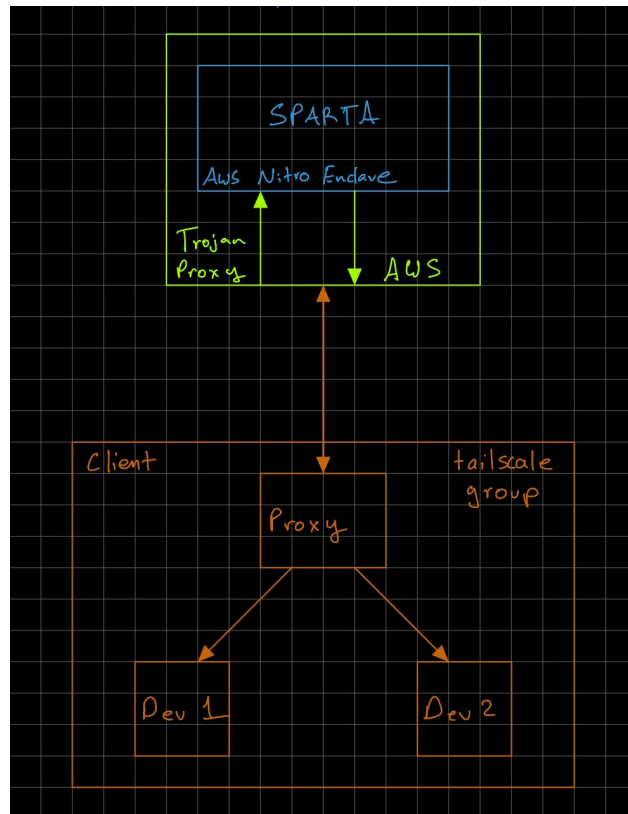 SPARTA
Aws Nitro Enclave
Trojan
Proxy
AWS
Client
tailscale
group
Proxy
Dev 1
Dev 2